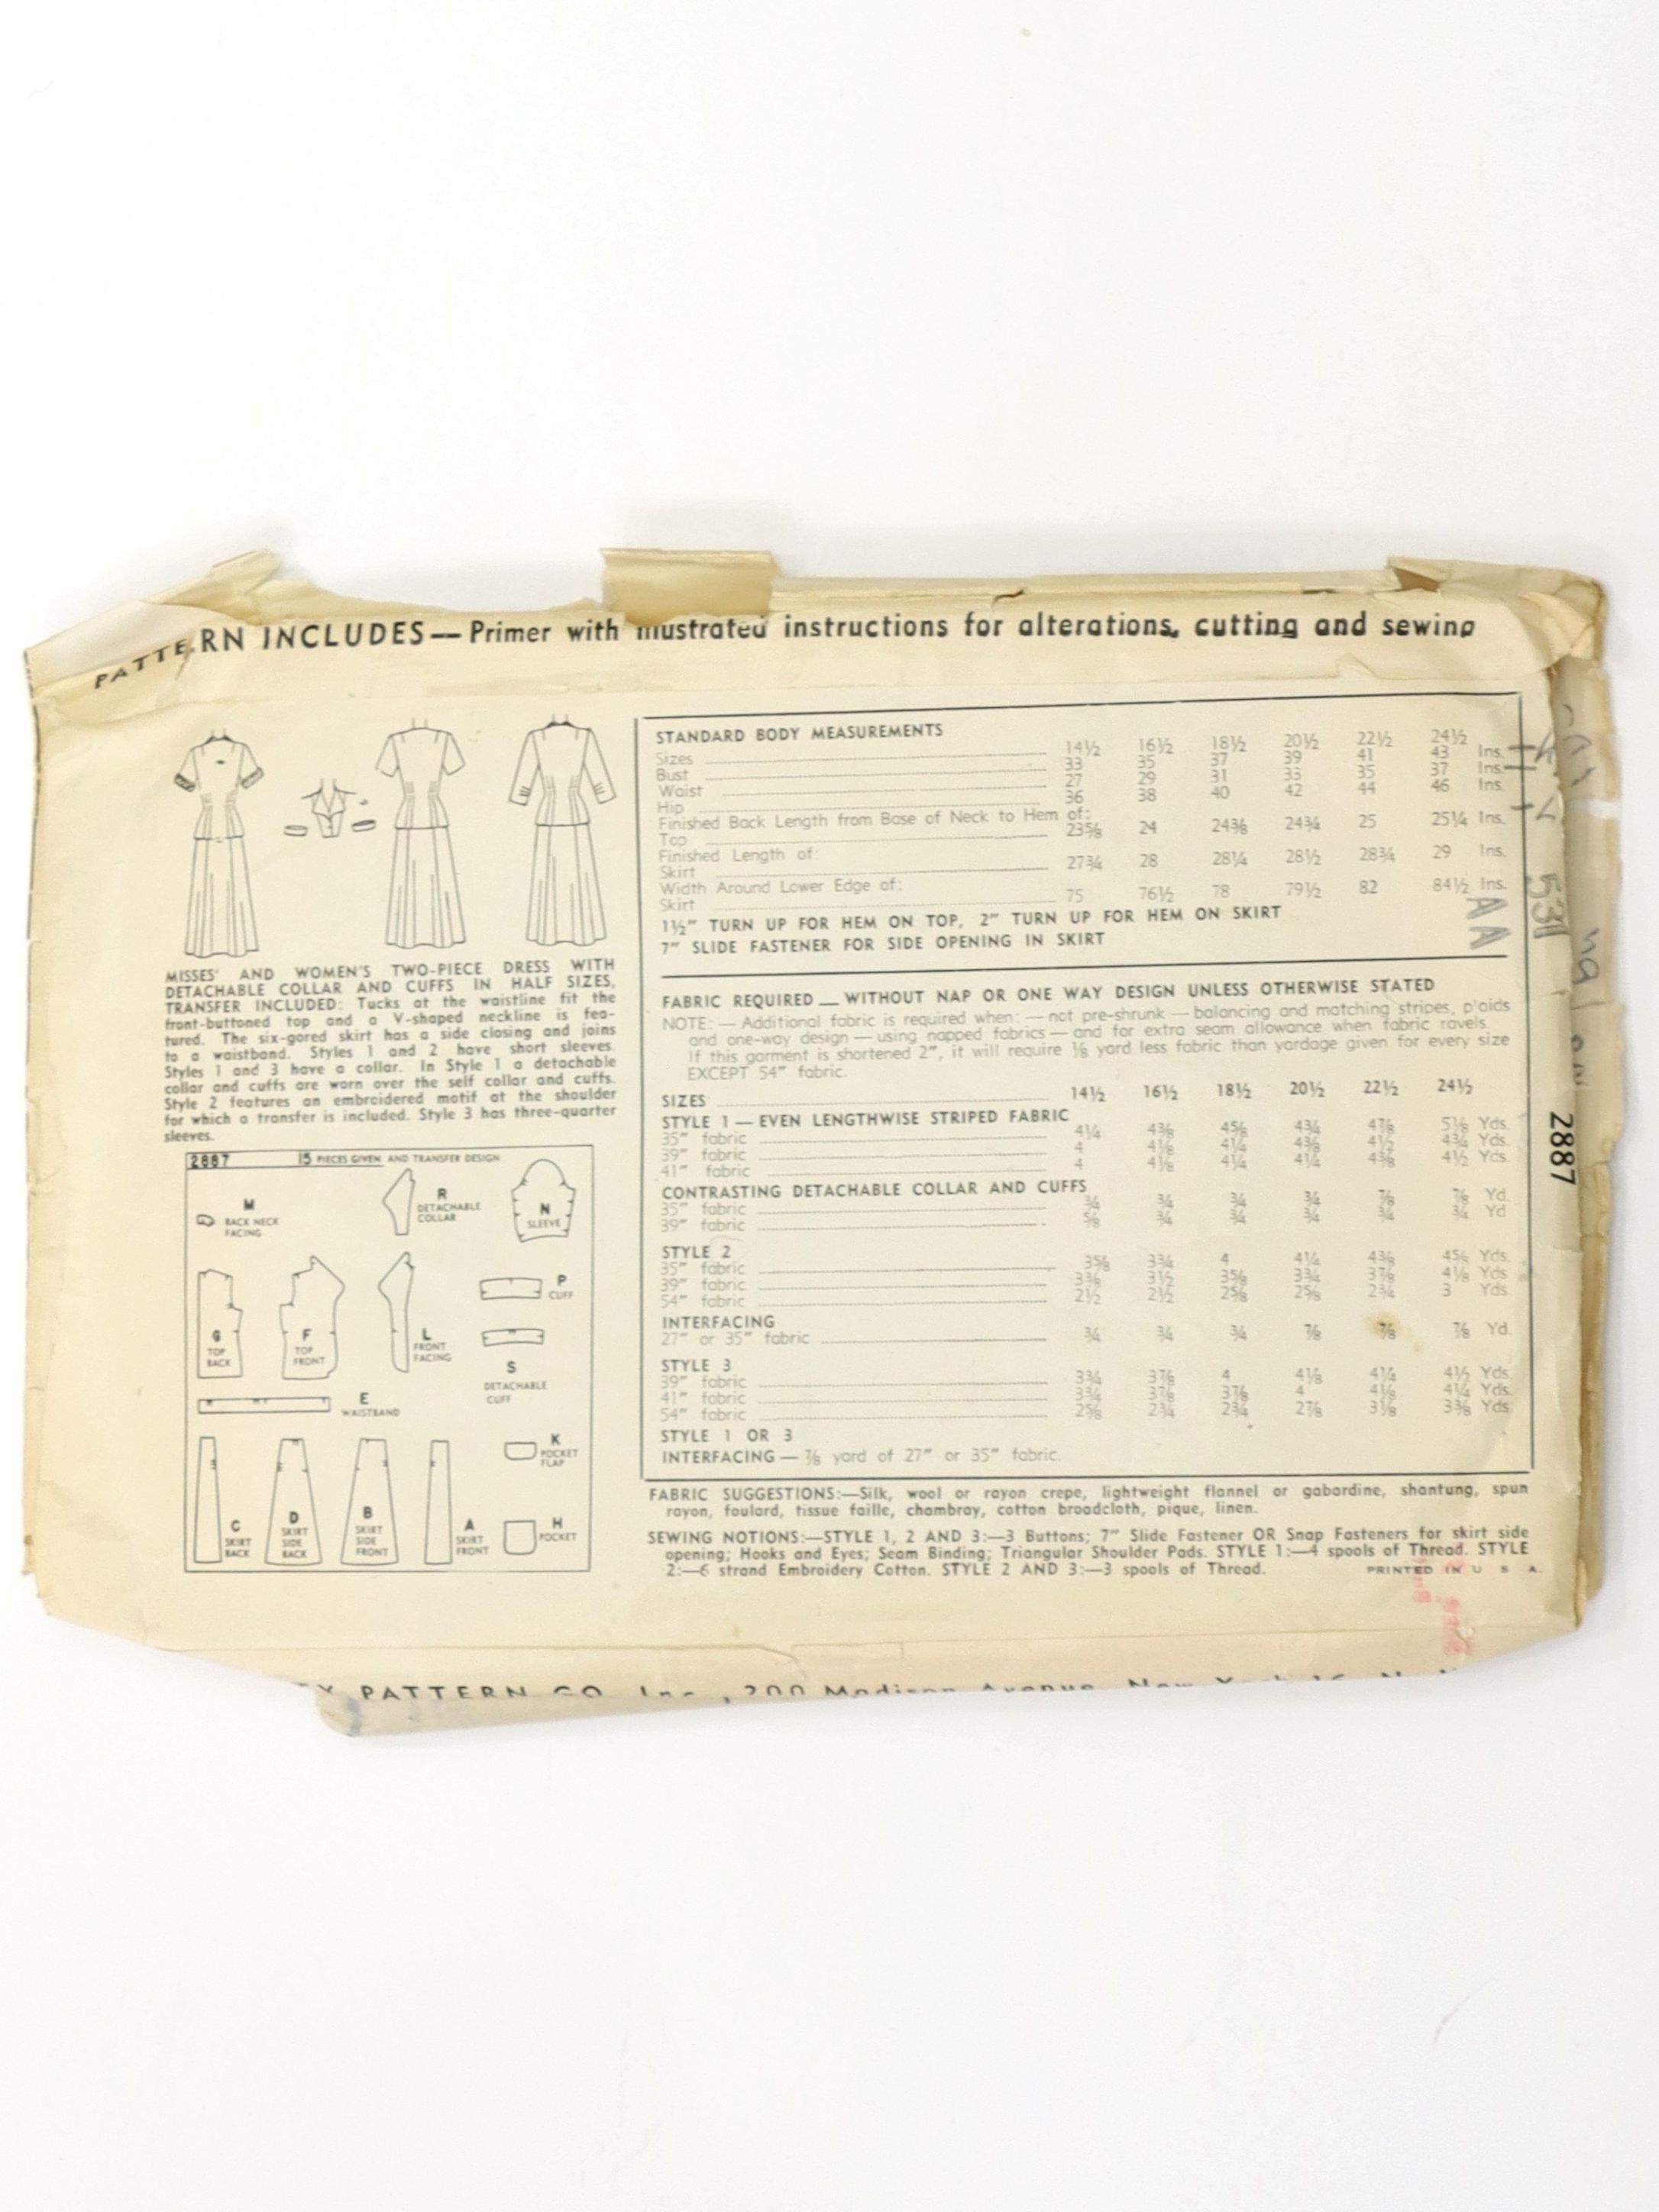 PATTERN INCLUDES—Primer with illustrated instructions for alterations, cutting and sewing
MISSES' AND WOMEN'S TWO-PIECE DRESS WITH
DETACHABLE COLLAR AND CUFFS IN HALF SIZES,
TRANSFER INCLUDED: Tucks at the waistline fit the
front-buttoned top and a V-shaped neckline is fea-
tured. The six-gored skirt has a side closing and joins
to a waistband. Styles 1 and 2 have short sleeves.
Styles 1 and 3 have a collar. In Style 1 a detachable
collar and cuffs are worn over the self collar and cuffs.
Style 2 features an embroidered motif at the shoulder
for which a transfer is included. Style 3 has three-quarter
sleeves.
2887 15 PIECES GIVEN AND TRANSFER DESIGN
M
BACK NECK
FACING
R
DETACHABLE
COLLAR
N
SLEEVE
G
TOP
BACK
F
TOP
FRONT
L
FRONT
FACING
P
CUFF
S
DETACHABLE
CUFF
E
WAISTBAND
K
POCKET
FLAP
C
SKIRT
BACK
D
SKIRT
SIDE
BACK
B
SKIRT
SIDE
FRONT
A
SKIRT
FRONT
H
POCKET
STANDARD BODY MEASUREMENTS
Sizes 14½ 16½ 18½ 20½ 22½ 24½
Bust 33 35 37 39 41 43 Ins.
Waist 27 29 31 33 35 37 Ins.
Hip 36 38 40 42 44 46 Ins.
Finished Back Length from Base of Neck to Hem of:
Top 23⅝ 24 24⅜ 24¾ 25 25¼ Ins.
Finished Length of:
Skirt 27¾ 28 28¼ 28½ 28¾ 29 Ins.
Width Around Lower Edge of:
Skirt 75 76½ 78 79½ 82 84½ Ins.
1½" TURN UP FOR HEM ON TOP, 2" TURN UP FOR HEM ON SKIRT
7" SLIDE FASTENER FOR SIDE OPENING IN SKIRT
FABRIC REQUIRED — WITHOUT NAP OR ONE WAY DESIGN UNLESS OTHERWISE STATED
NOTE: — Additional fabric is required when: — not pre-shrunk — balancing and matching stripes, plaids
and one-way design — using napped fabrics — and for extra seam allowance when fabric ravels.
If this garment is shortened 2", it will require ⅛ yard less fabric than yardage given for every size
EXCEPT 54" fabric.
SIZES 14½ 16½ 18½ 20½ 22½ 24½
STYLE 1 — EVEN LENGTHWISE STRIPED FABRIC
35" fabric 4¼ 4⅜ 4⅝ 4¾ 4⅞ 5⅛ Yds.
39" fabric 4 4⅛ 4¼ 4⅜ 4½ 4¾ Yds.
41" fabric 4 4⅛ 4¼ 4¼ 4⅜ 4½ Yds.
CONTRASTING DETACHABLE COLLAR AND CUFFS
35" fabric ¾ ¾ ¾ ¾ ⅞ ⅞ Yd.
39" fabric ⅝ ¾ ¾ ¾ ¾ ¾ Yd
STYLE 2
35" fabric 3⅝ 3¾ 4 4¼ 4⅜ 4⅝ Yds.
39" fabric 3⅜ 3½ 3⅝ 3¾ 3⅞ 4⅛ Yds
54" fabric 2½ 2½ 2⅝ 2⅝ 2¾ 3 Yds.
INTERFACING
27" or 35" fabric ¾ ¾ ¾ ⅞ ⅞ ⅞ Yd.
STYLE 3
39" fabric 3¾ 3⅞ 4 4⅛ 4¼ 4½ Yds.
41" fabric 3¾ 3⅞ 3⅞ 4 4⅛ 4¼ Yds.
54" fabric 2⅝ 2¾ 2¾ 2⅞ 3⅛ 3⅜ Yds
STYLE 1 OR 3
INTERFACING — ⅞ yard of 27" or 35" fabric.
FABRIC SUGGESTIONS:—Silk, wool or rayon crepe, lightweight flannel or gabardine, shantung, spun
rayon, foulard, tissue faille, chambray, cotton broadcloth, pique, linen.
SEWING NOTIONS:—STYLE 1, 2 AND 3:—3 Buttons; 7" Slide Fastener OR Snap Fasteners for skirt side
opening; Hooks and Eyes; Seam Binding; Triangular Shoulder Pads. STYLE 1:—4 spools of Thread. STYLE
2:—6 strand Embroidery Cotton. STYLE 2 AND 3:—3 spools of Thread.
PRINTED IN U S A.
PATTERN CO. Inc., 200 Madison Avenue, New York 16, N.
2887
531
A
A